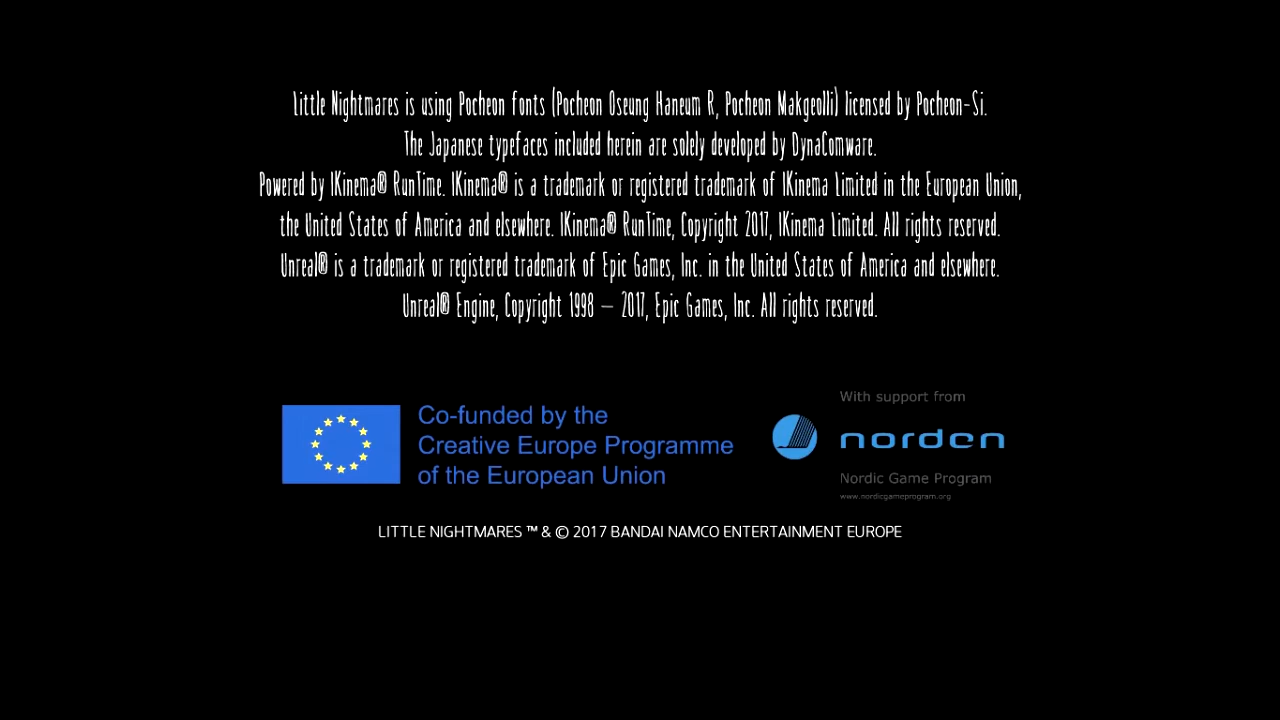 Little Nightmares is using Pocheon fonts (Pocheon Oseung Haneum R, Pocheon Makgeolli) licensed by Pocheon-Si.
The Japanese typefaces included herein are solely developed by DynaComware.
Powered by IKinema® RunTime. IKinema® is a trademark or registered trademark of IKinema Limited in the European Union,
the United States of America and elsewhere. IKinema® RunTime, Copyright 2017, IKinema Limited. All rights reserved.
Unreal® is a trademark or registered trademark of Epic Games, Inc. in the United States of America and elsewhere.
Unreal® Engine, Copyright 1998 – 2017, Epic Games, Inc. All rights reserved.
Co-funded by the
Creative Europe Programme
of the European Union
With support from
norden
Nordic Game Program
www.nordicgameprogram.org
LITTLE NIGHTMARES ™ & © 2017 BANDAI NAMCO ENTERTAINMENT EUROPE